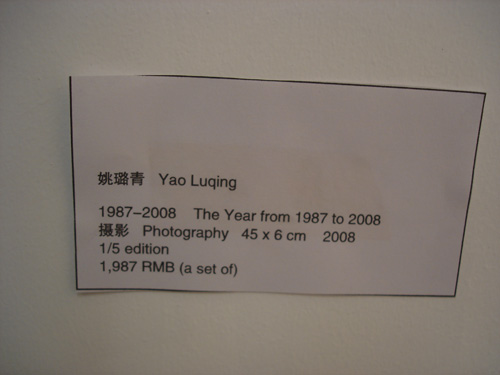 姚璐青 Yao Luqing
1987–2008 The Year from 1987 to 2008
摄影 Photography 45 x 6 cm 2008
1/5 edition
1,987 RMB (a set of)